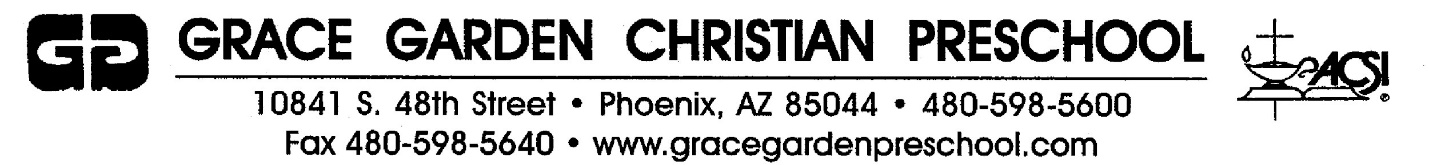 GG GRACE GARDEN CHRISTIAN PRESCHOOL ACSI ®
10841 S. 48th Street • Phoenix, AZ 85044 • 480-598-5600
Fax 480-598-5640 • www.gracegardenpreschool.com